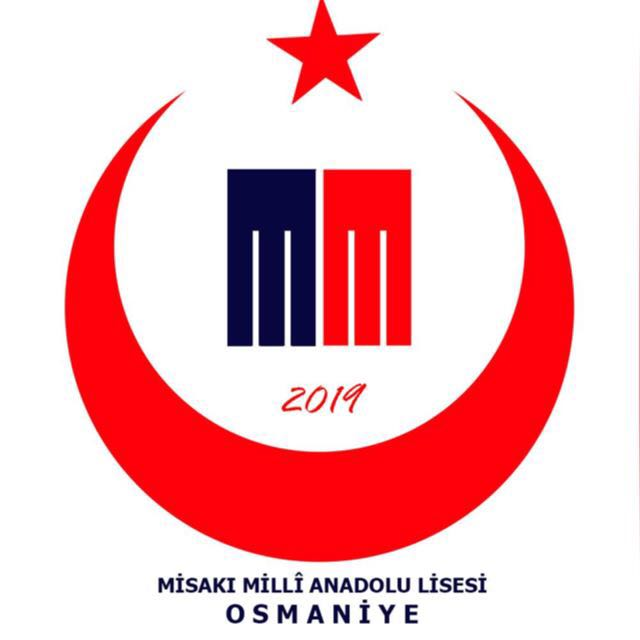 MM
2019
MİSAKI MİLLÎ ANADOLU LİSESİ
OSMANİYE